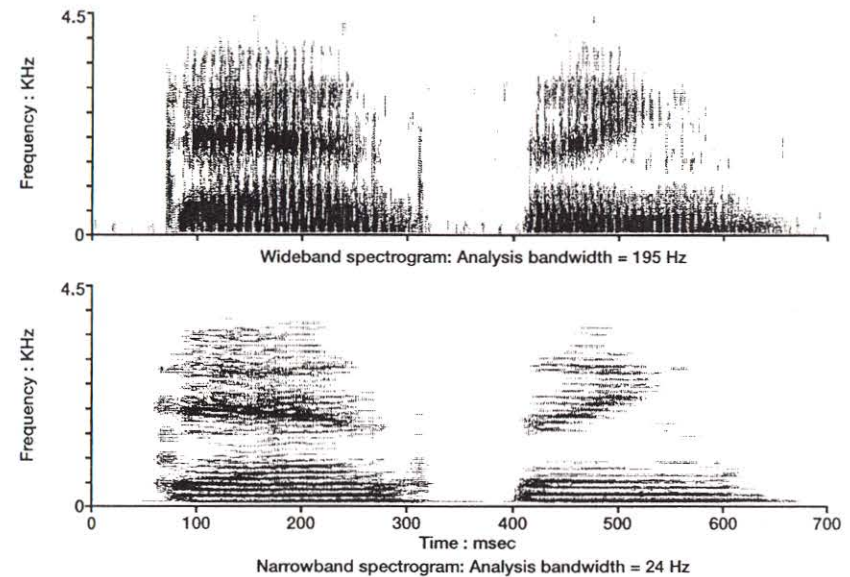 4.5
Frequency : KHz
0
Wideband spectrogram: Analysis bandwidth = 195 Hz
4.5
Frequency : KHz
0
0 100 200 300 400 500 600 700
Time : msec
Narrowband spectrogram: Analysis bandwidth = 24 Hz